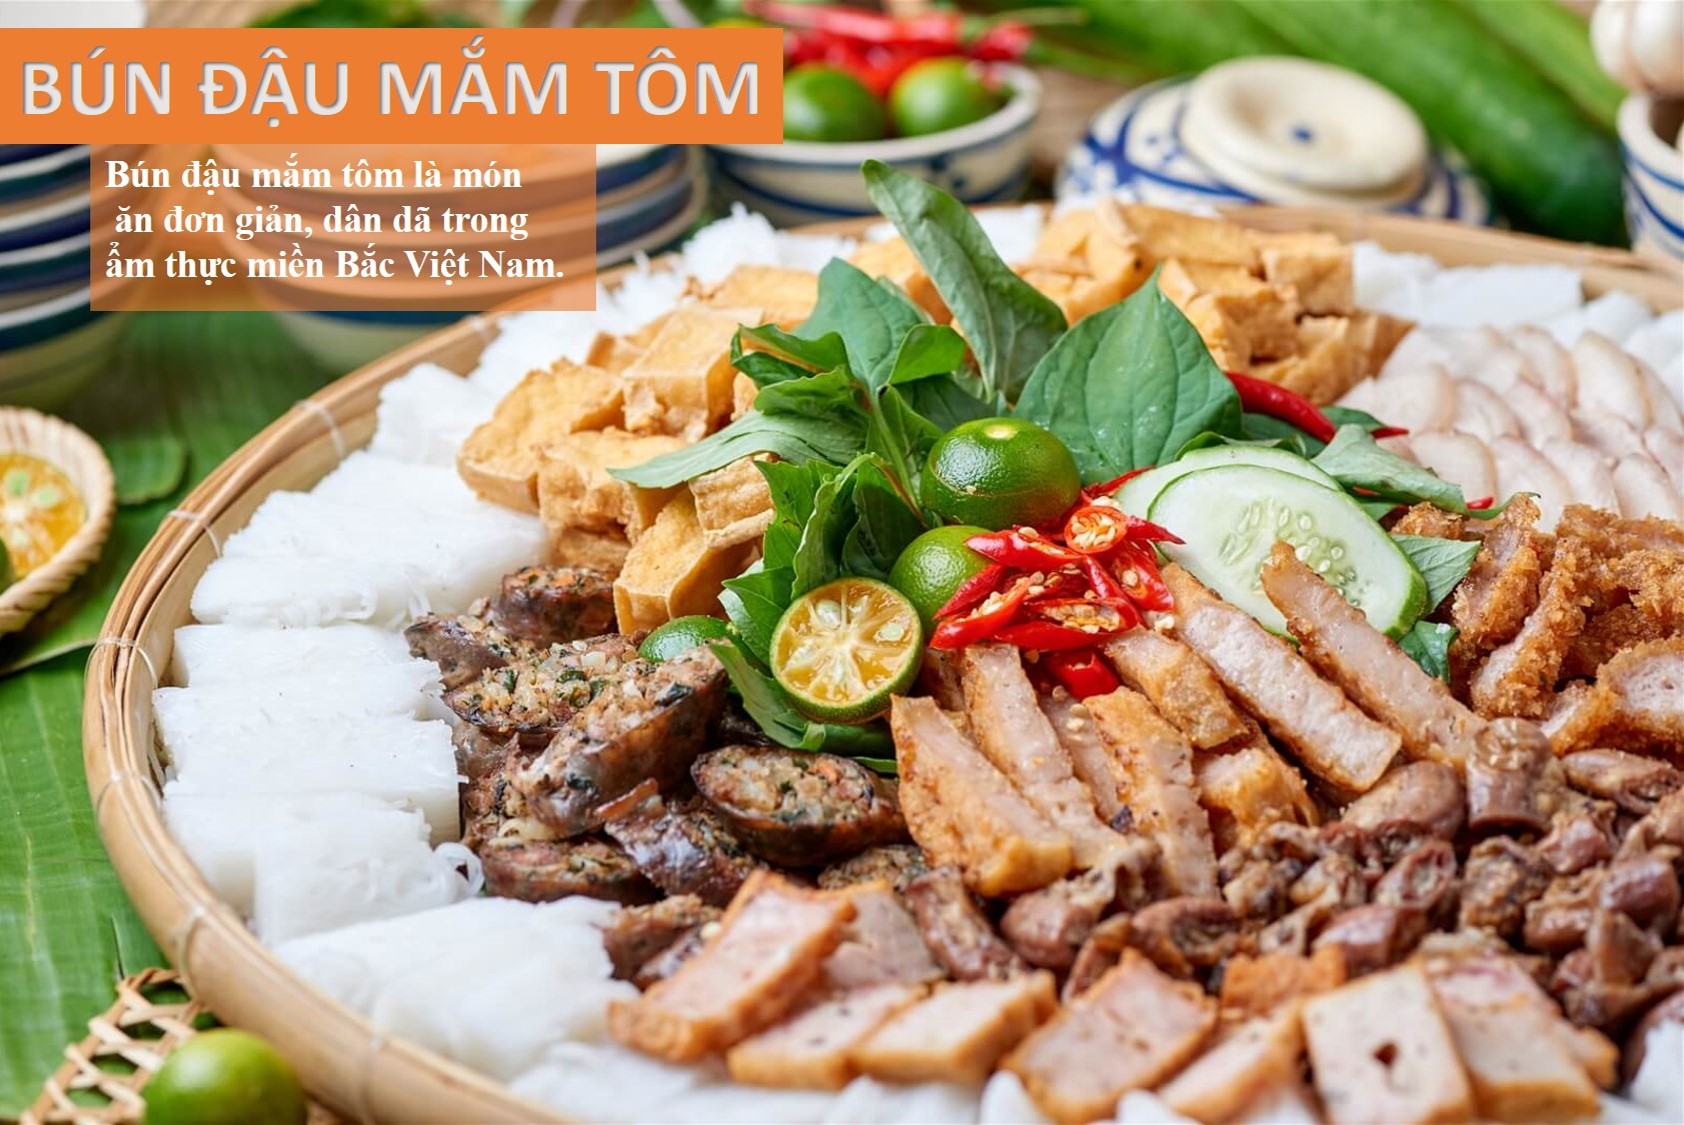 BÚN ĐẬU MẮM TÔM
Bún đậu mắm tôm là món
ăn đơn giản, dân dã trong
ẩm thực miền Bắc Việt Nam.